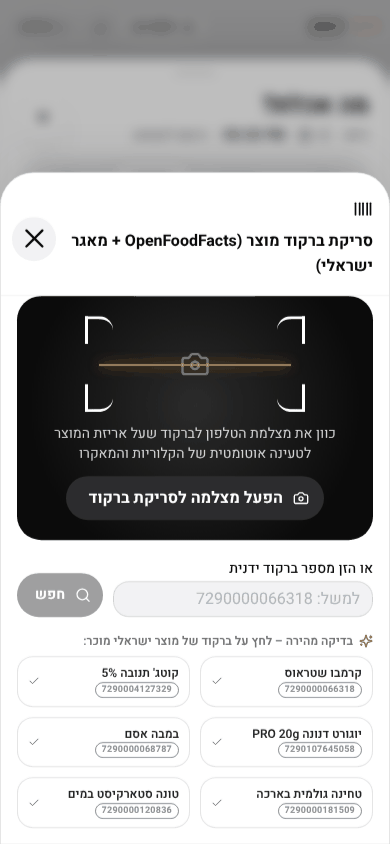 מה אכלת?
סריקת ברקוד מוצר (OpenFoodFacts + מאגר
ישראלי)
כוון את מצלמת הטלפון לברקוד שעל אריזת המוצר
לטעינה אוטומטית של הקלוריות והמאקרו
הפעל מצלמה לסריקת ברקוד
או הזן מספר ברקוד ידנית
למשל: 7290000066318
חפש
בדיקה מהירה – לחץ על ברקוד של מוצר ישראלי מוכר:
קרמבו שטראוס
7290000066318
קוטג' תנובה 5%
7290004127329
יוגורט דנונה PRO 20g
7290107645058
במבה אסם
7290000068787
טחינה גולמית בארכה
7290000181509
טונה סטארקיסט במים
7290000120836